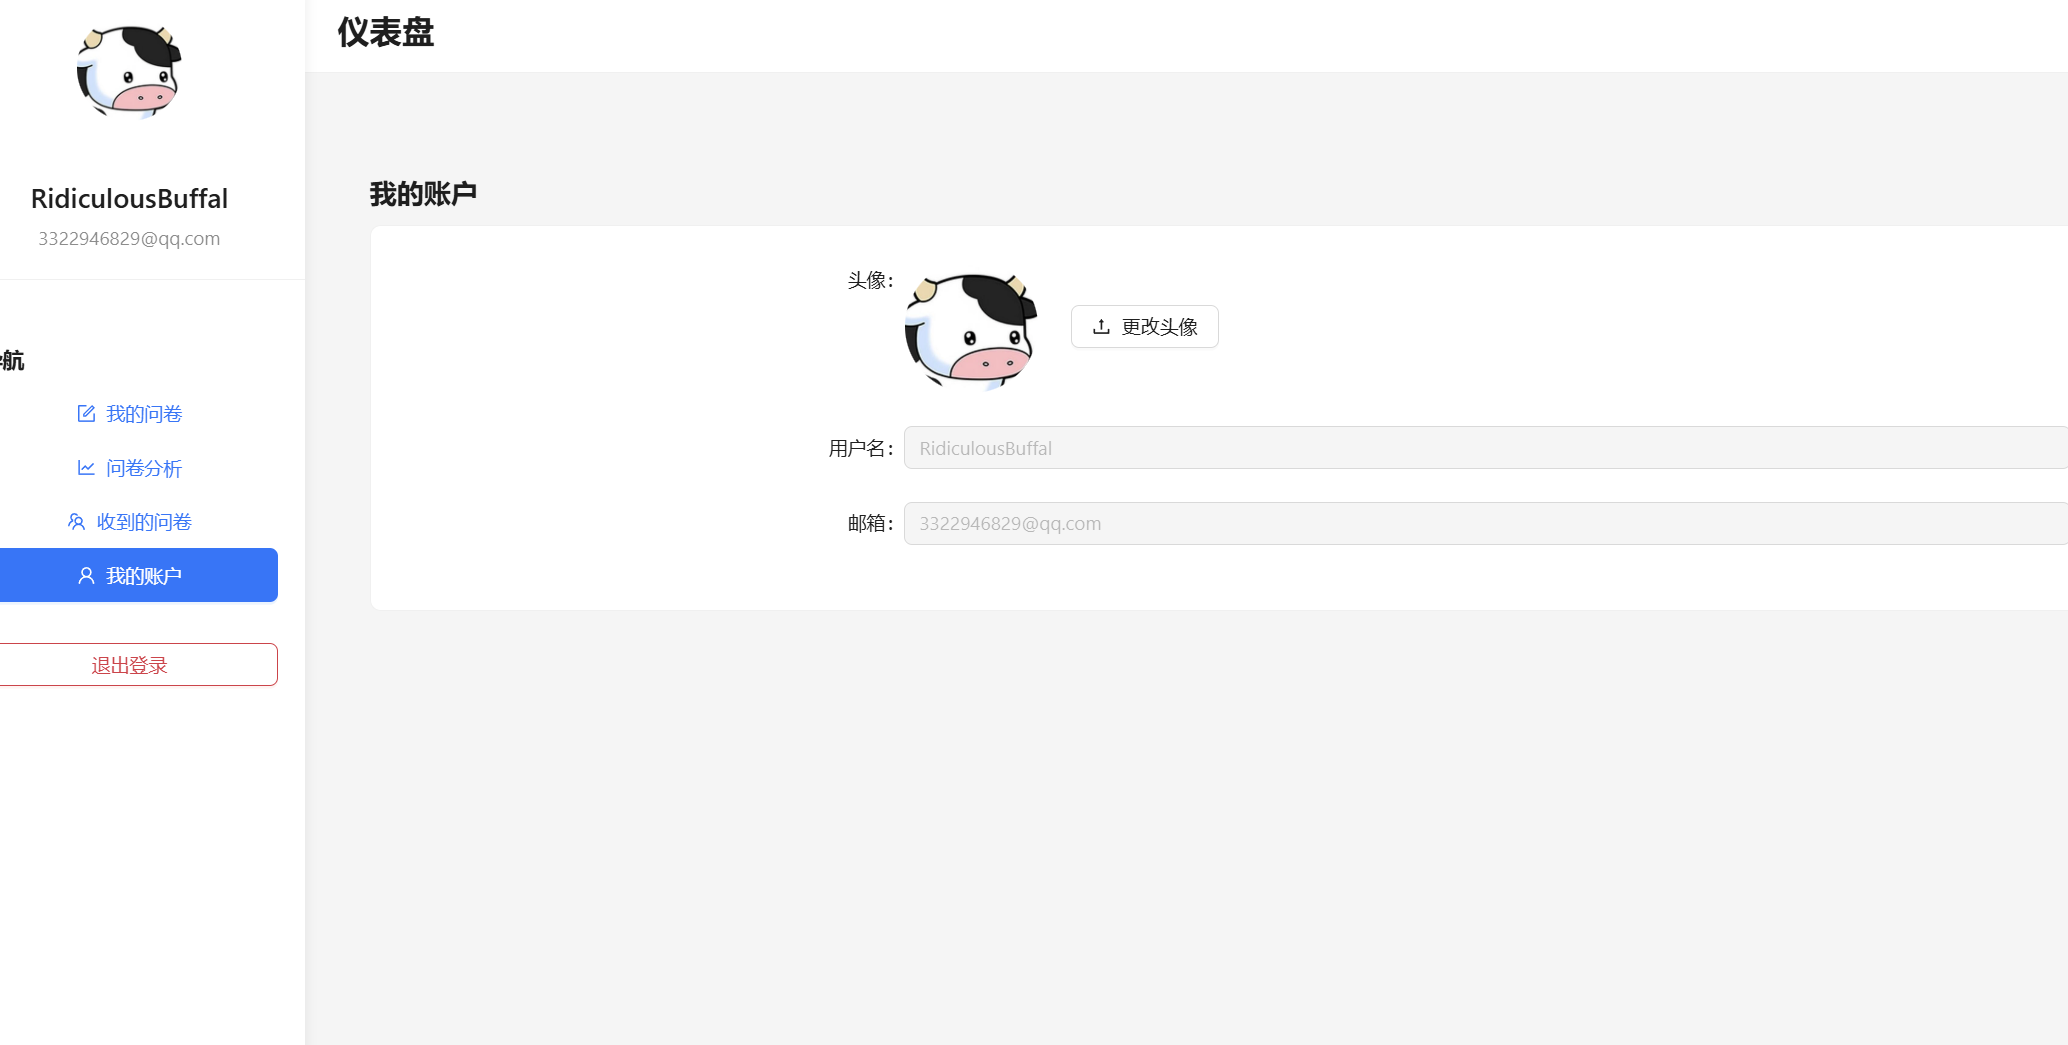 仪表盘
RidiculousBuffal
3322946829@qq.com
航
我的问卷
问卷分析
收到的问卷
我的账户
退出登录
我的账户
头像：
更改头像
用户名：
RidiculousBuffal
邮箱：
3322946829@qq.com